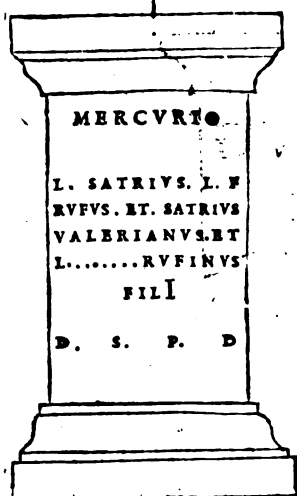 MERCVRIO
L. SATRIVS. L. F
RVFVS. ET. SATRIVS
VALERIANVS. ET
L........RVFINVS
FILI
D. S. P. D